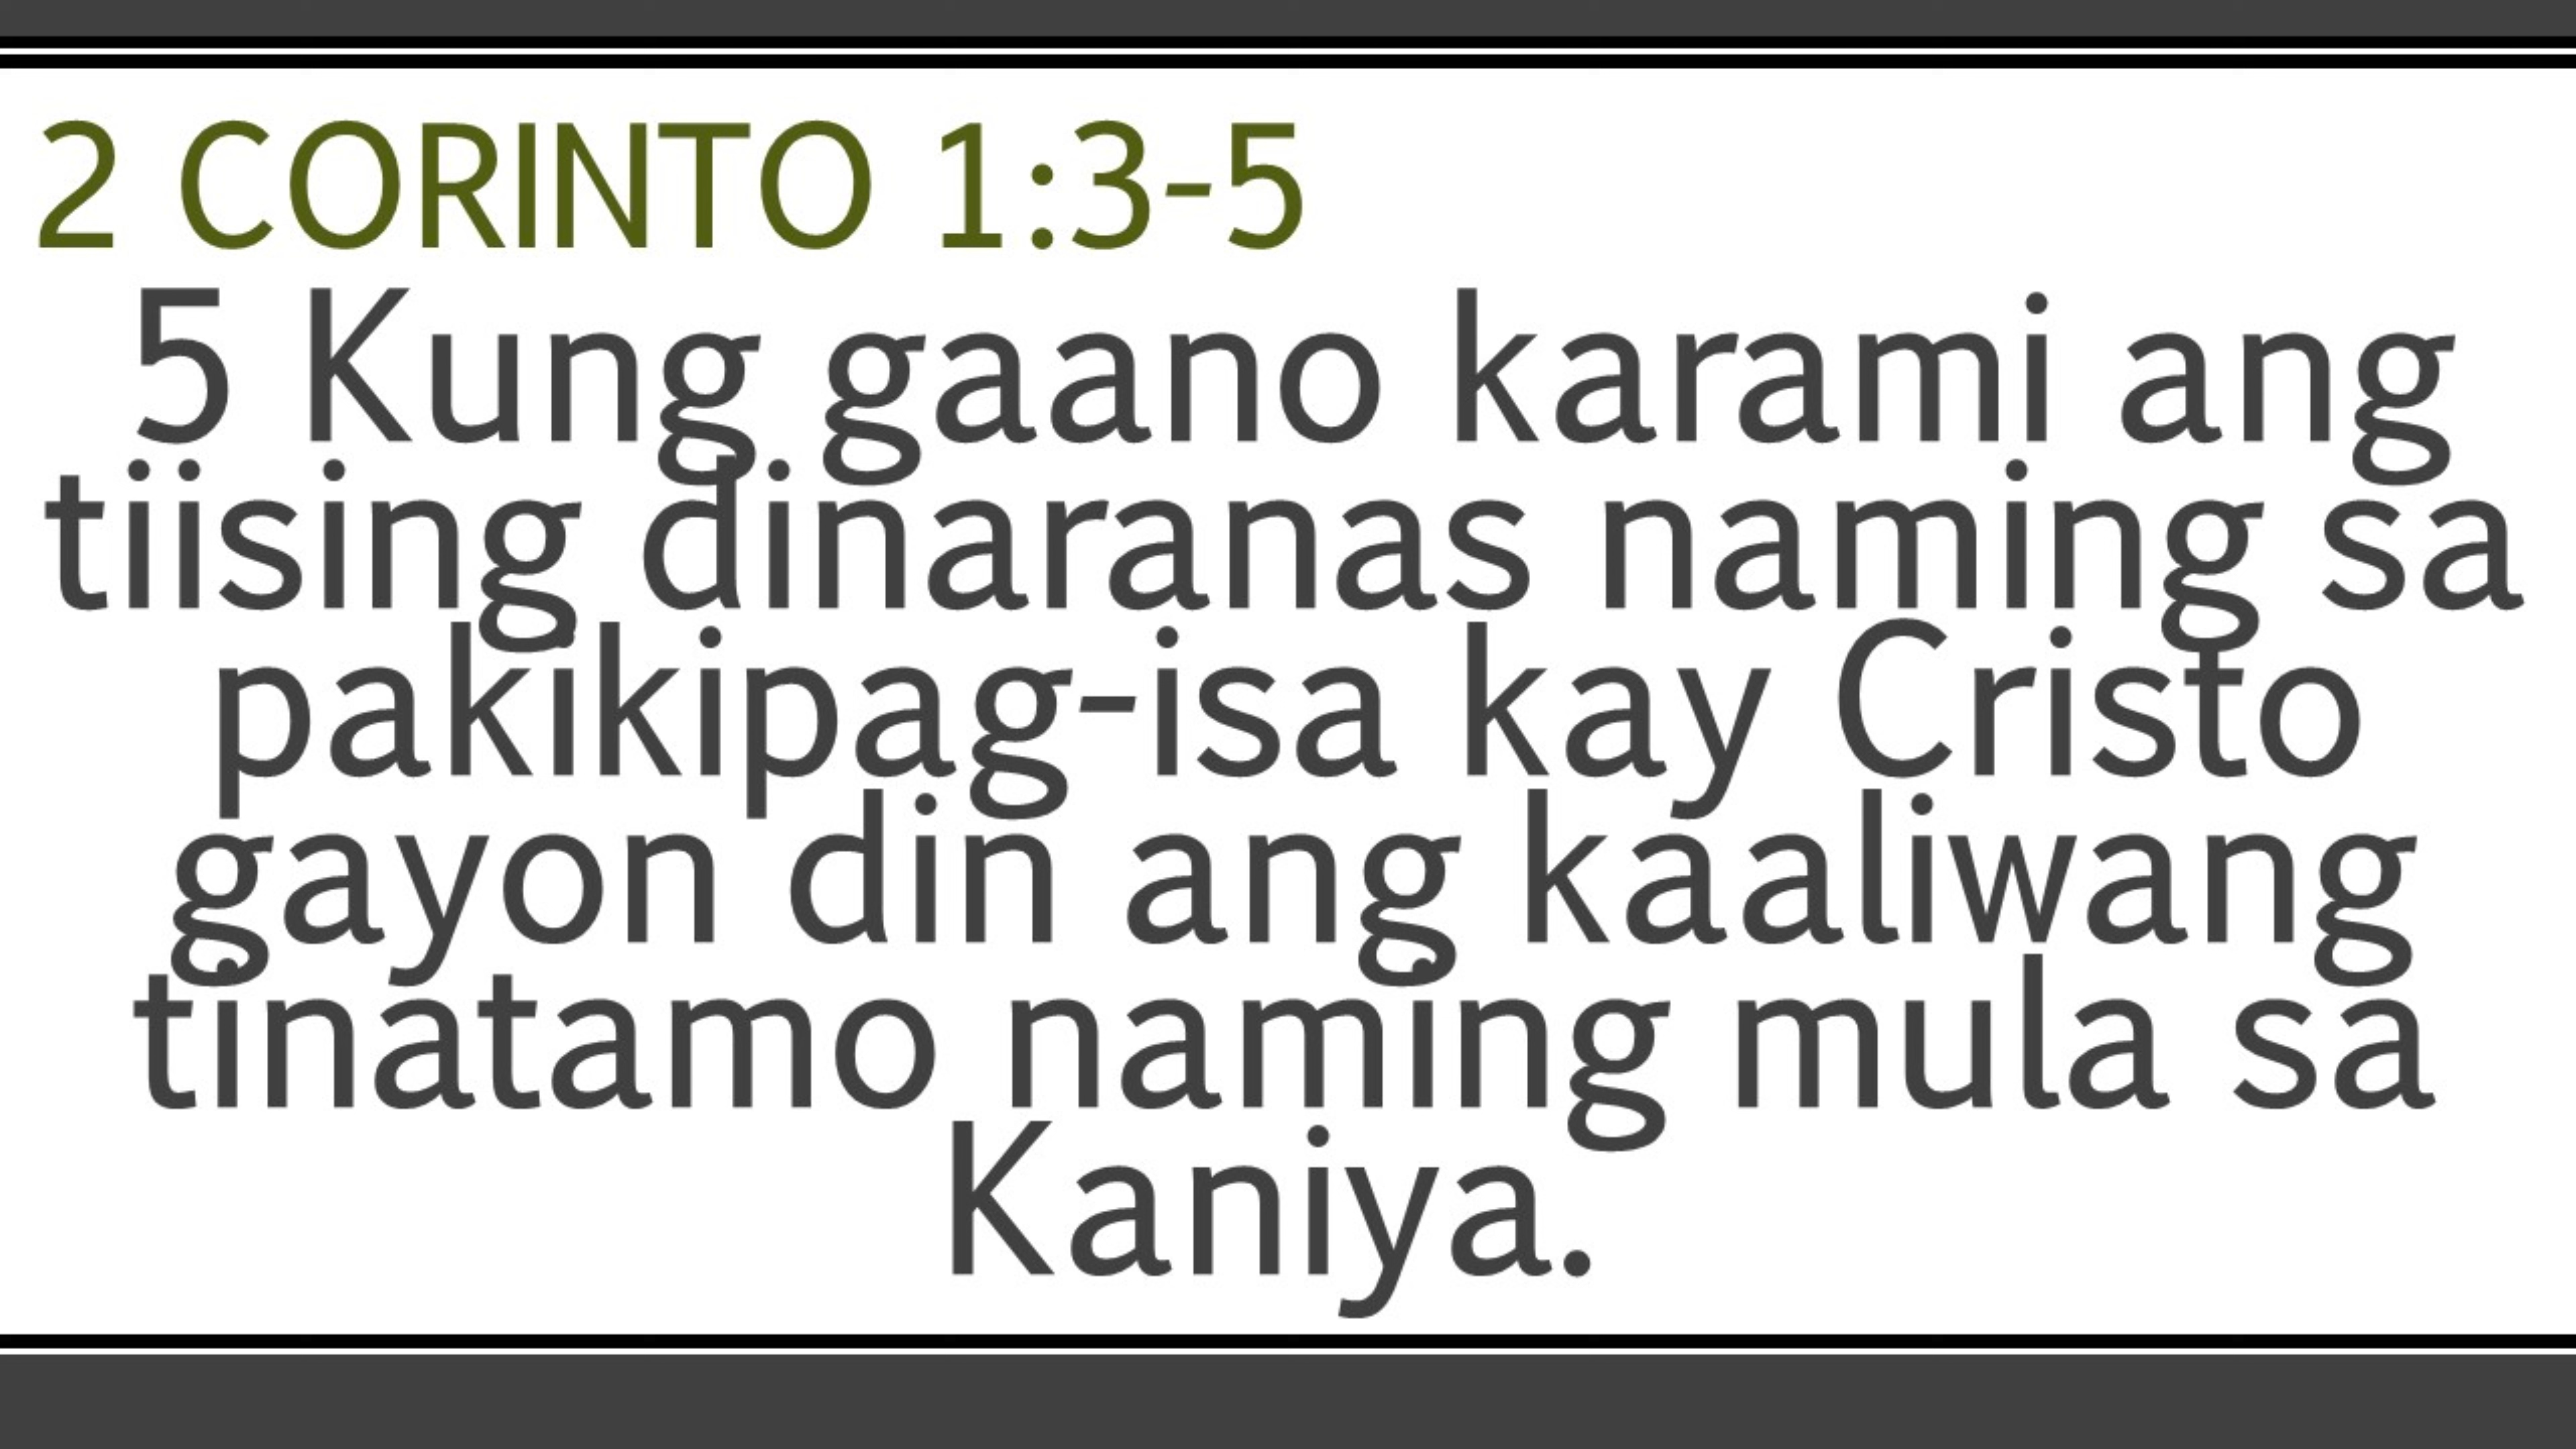 2 CORINTO 1:3-5
5 Kung gaano karami ang
tiising dinaranas naming sa
pakikipag-isa kay Cristo
gayon din ang kaaliwang
tinatamo naming mula sa
Kaniya.